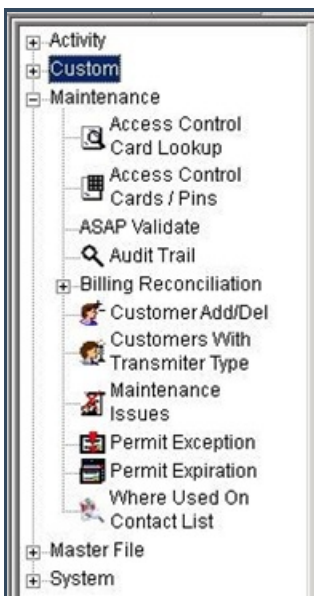 Activity
Custom
Maintenance
Access Control
Card Lookup
Access Control
Cards / Pins
ASAP Validate
Audit Trail
Billing Reconciliation
Customer Add/Del
Customers With
Transmiter Type
Maintenance
Issues
Permit Exception
Permit Expiration
Where Used On
Contact List
Master File
System